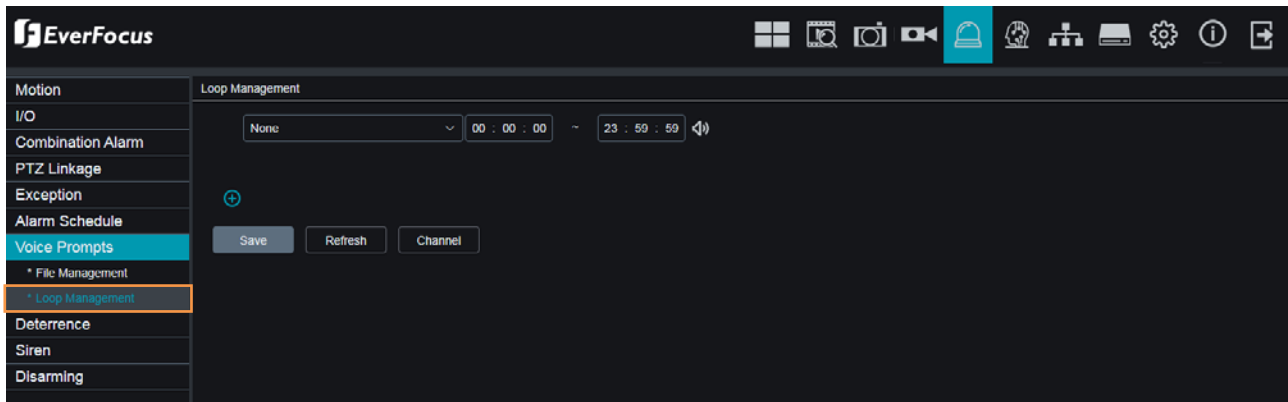 EverFocus
Motion
I/O
Combination Alarm
PTZ Linkage
Exception
Alarm Schedule
Voice Prompts
* File Management
* Loop Management
Deterrence
Siren
Disarming
Loop Management
None 00 : 00 : 00 ~ 23 : 59 : 59
Save Refresh Channel